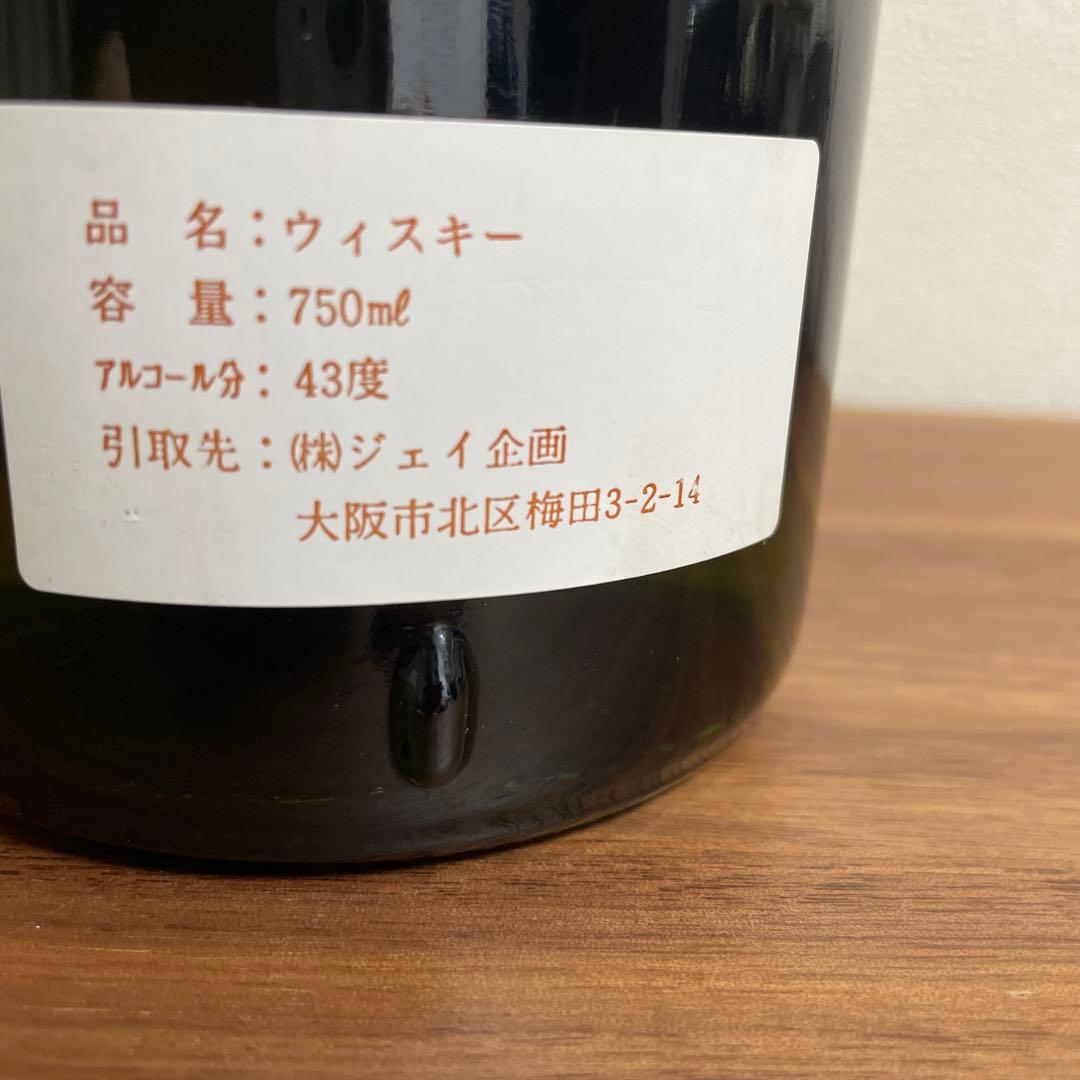 品　名：ウィスキー
容　量：750mℓ
ｱﾙｺｰﾙ分：43度
引取先：㈱ジェイ企画
大阪市北区梅田3-2-14